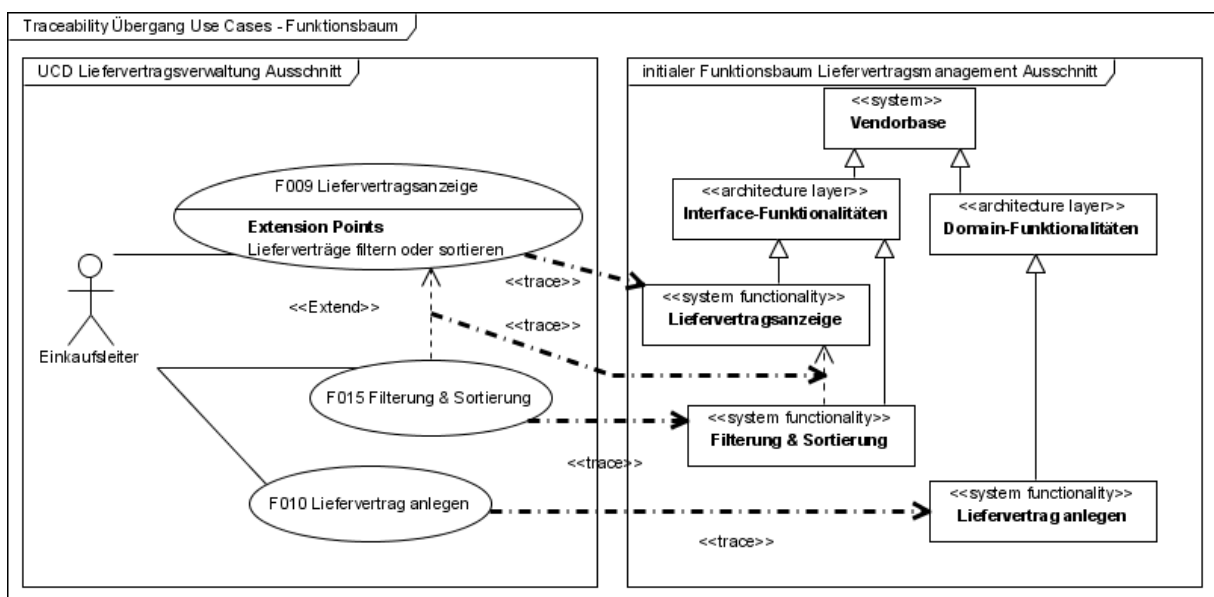 Traceability Übergang Use Cases - Funktionsbaum
UCD Liefervertragsverwaltung Ausschnitt
F009 Liefervertragsanzeige
Extension Points
Lieferverträge filtern oder sortieren
<<Extend>>
Einkaufsleiter
F015 Filterung & Sortierung
F010 Liefervertrag anlegen
<<trace>>
<<trace>>
<<trace>>
<<trace>>
initialer Funktionsbaum Liefervertragsmanagement Ausschnitt
<<system>>
Vendorbase
<<architecture layer>>
Interface-Funktionalitäten
<<architecture layer>>
Domain-Funktionalitäten
<<system functionality>>
Liefervertragsanzeige
<<system functionality>>
Filterung & Sortierung
<<system functionality>>
Liefervertrag anlegen